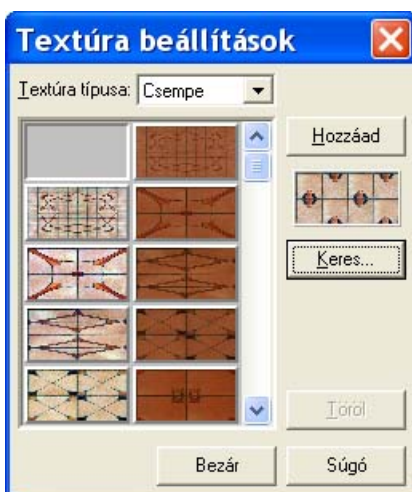 Textúra beállítások
Textúra típusa: Csempe
Hozzáad
Keres...
Töröl
Bezár
Súgó